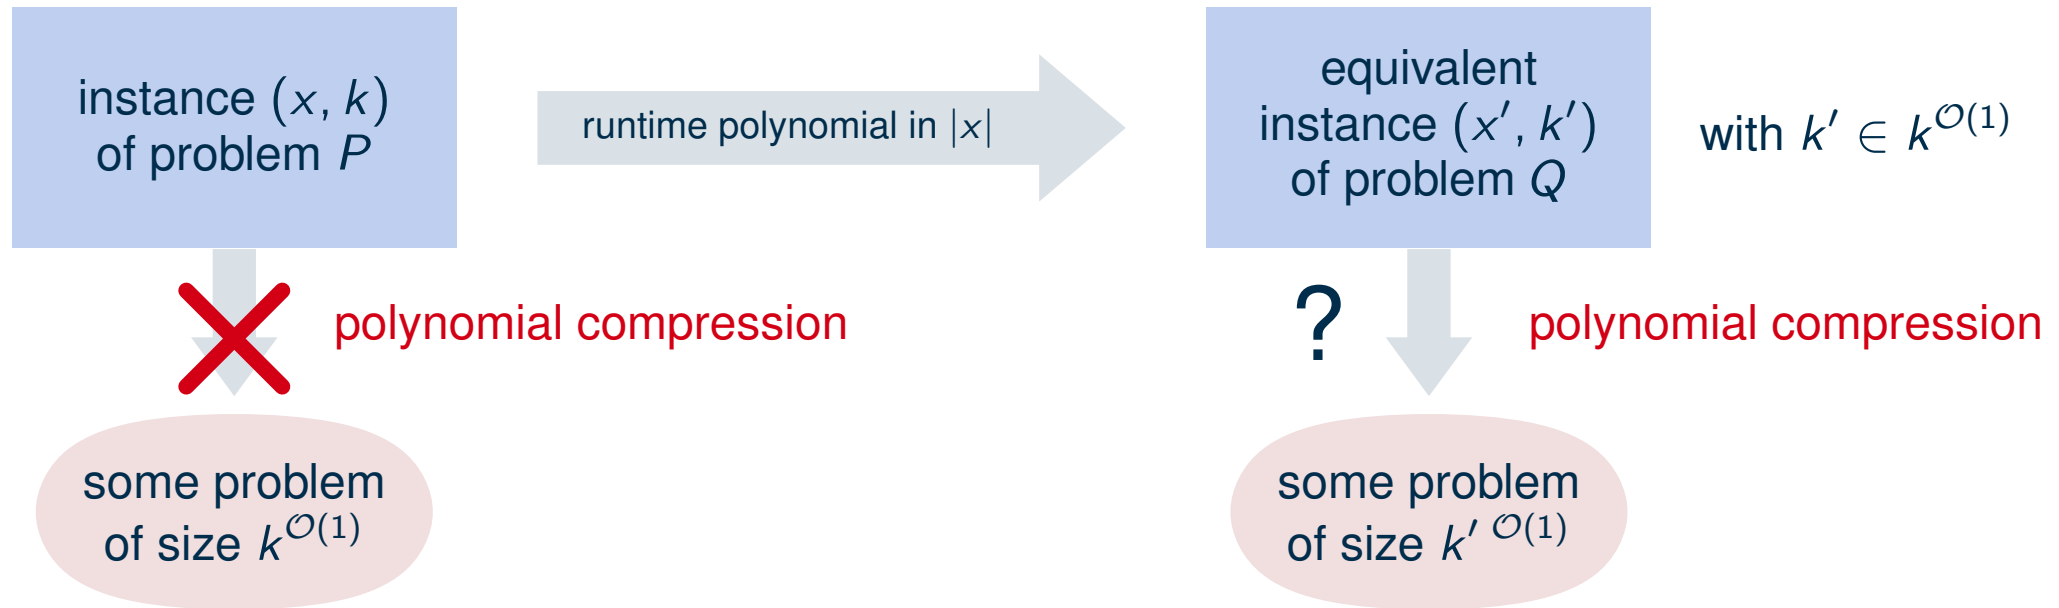 instance (x, k)
of problem P
runtime polynomial in |x|
equivalent
instance (x′, k′)
of problem Q
with k′ ∈ k^𝒪(1)
polynomial compression
?
polynomial compression
some problem
of size k^𝒪(1)
some problem
of size k′ ^𝒪(1)